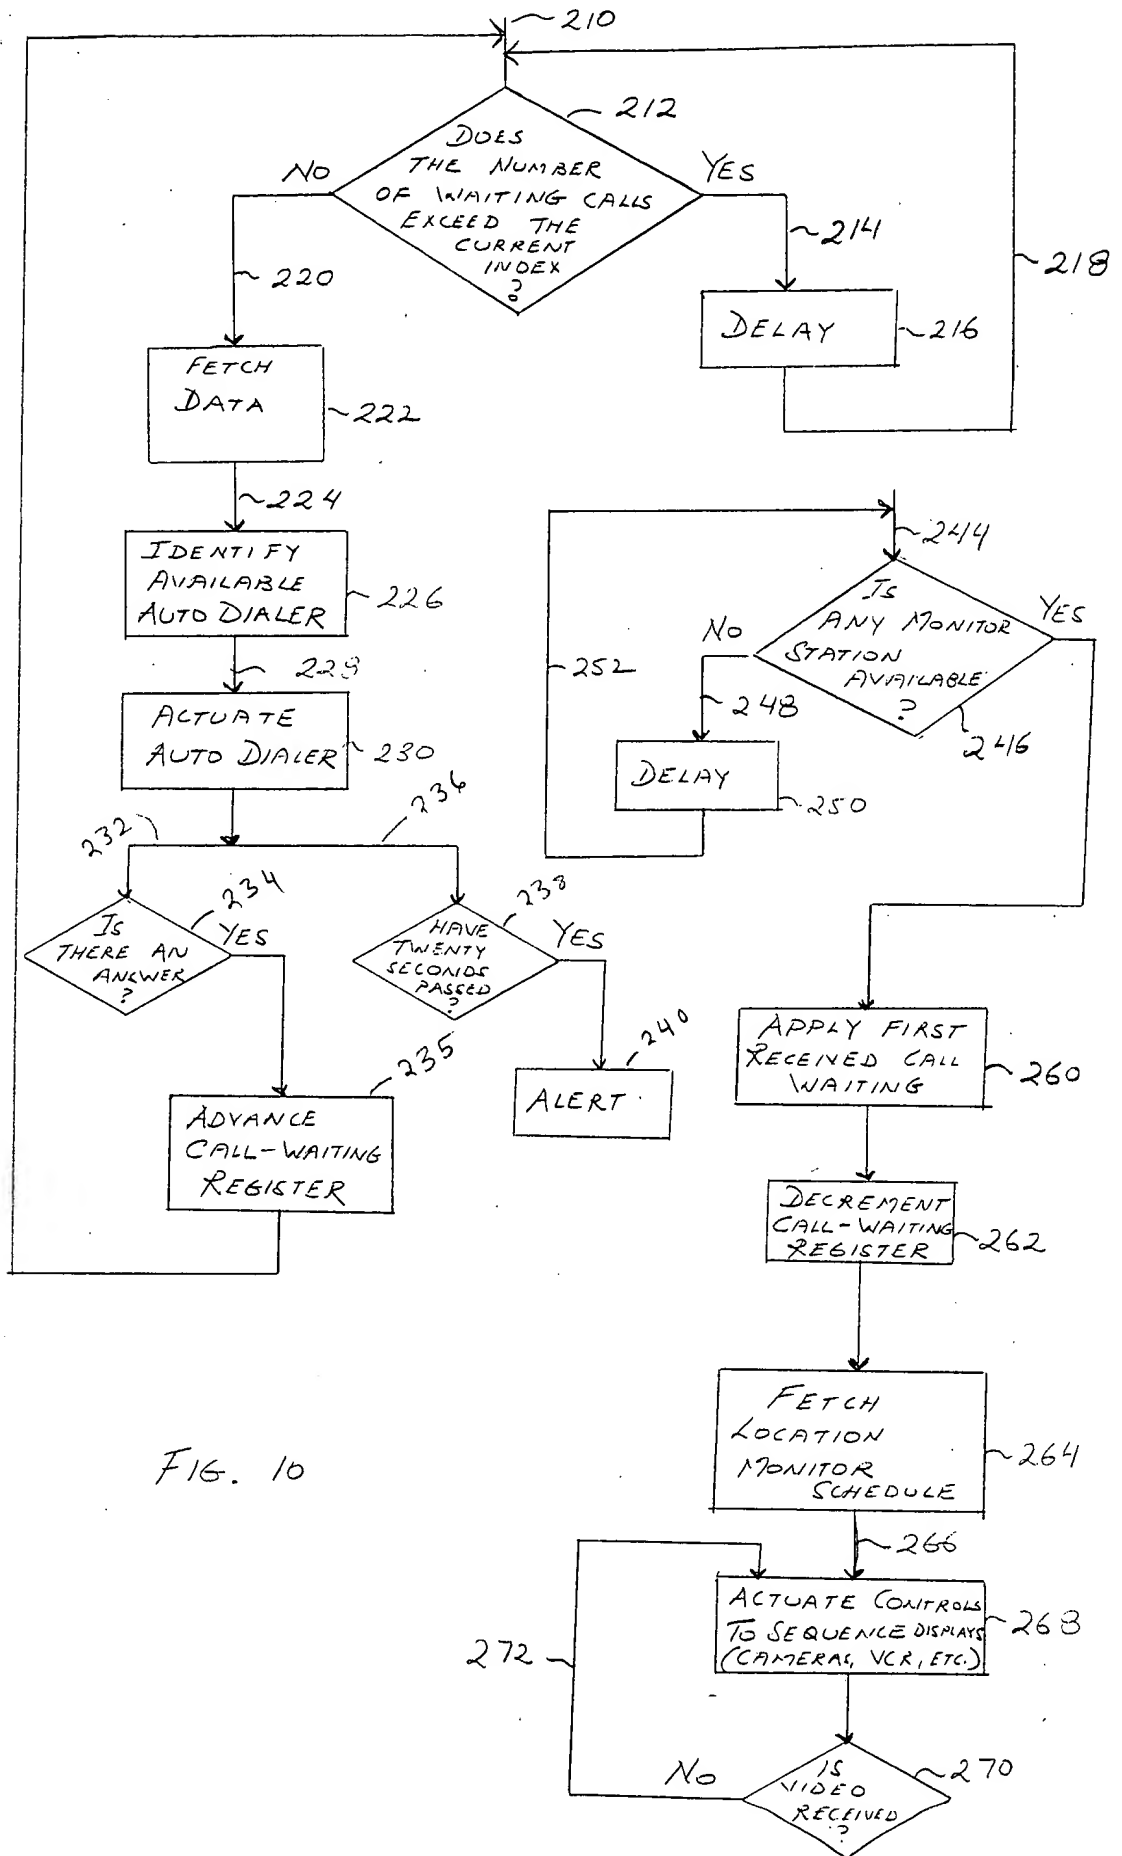 210
212
DOES
THE NUMBER
OF WAITING CALLS
EXCEED THE
CURRENT
INDEX
?
NO
YES
214
218
220
DELAY
216
FETCH
DATA
222
224
IDENTIFY
AVAILABLE
AUTO DIALER
226
228
ACTUATE
AUTO DIALER
230
232
236
IS
THERE AN
ANSWER
?
234
YES
HAVE
TWENTY
SECONDS
PASSED
?
238
YES
235
240
ADVANCE
CALL-WAITING
REGISTER
ALERT
244
IS
ANY MONITOR
STATION
AVAILABLE
?
NO
YES
252
248
246
DELAY
250
APPLY FIRST
RECEIVED CALL
WAITING
260
DECREMENT
CALL-WAITING
REGISTER
262
FETCH
LOCATION
MONITOR
SCHEDULE
264
FIG. 10
266
ACTUATE CONTROLS
TO SEQUENCE DISPLAYS
(CAMERAS, VCR, ETC.)
268
272
NO
IS
VIDEO
RECEIVED
?
270